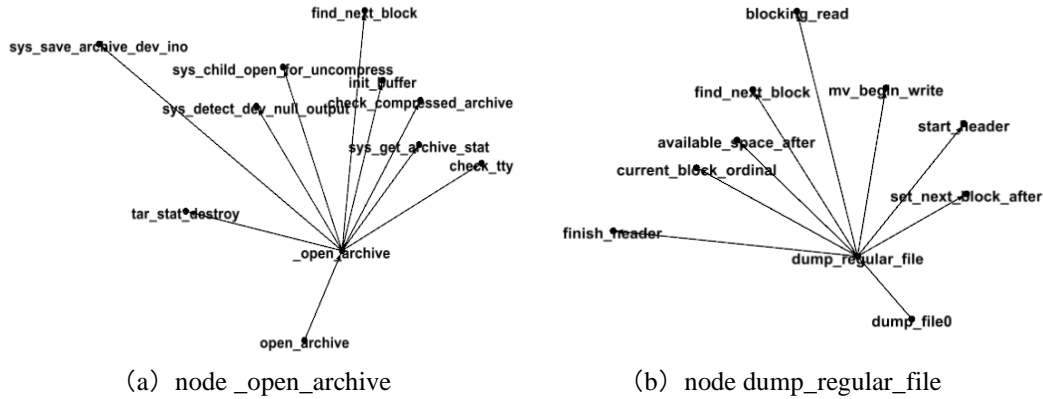 find_next_block
sys_save_archive_dev_ino
sys_child_open_for_uncompress
init_buffer
check_compressed_archive
sys_detect_dev_null_output
sys_get_archive_stat
check_tty
tar_stat_destroy
_open_archive
open_archive
(a) node _open_archive
blocking_read
find_next_block
mv_begin_write
start_header
available_space_after
current_block_ordinal
set_next_block_after
finish_header
dump_regular_file
dump_file0
(b) node dump_regular_file